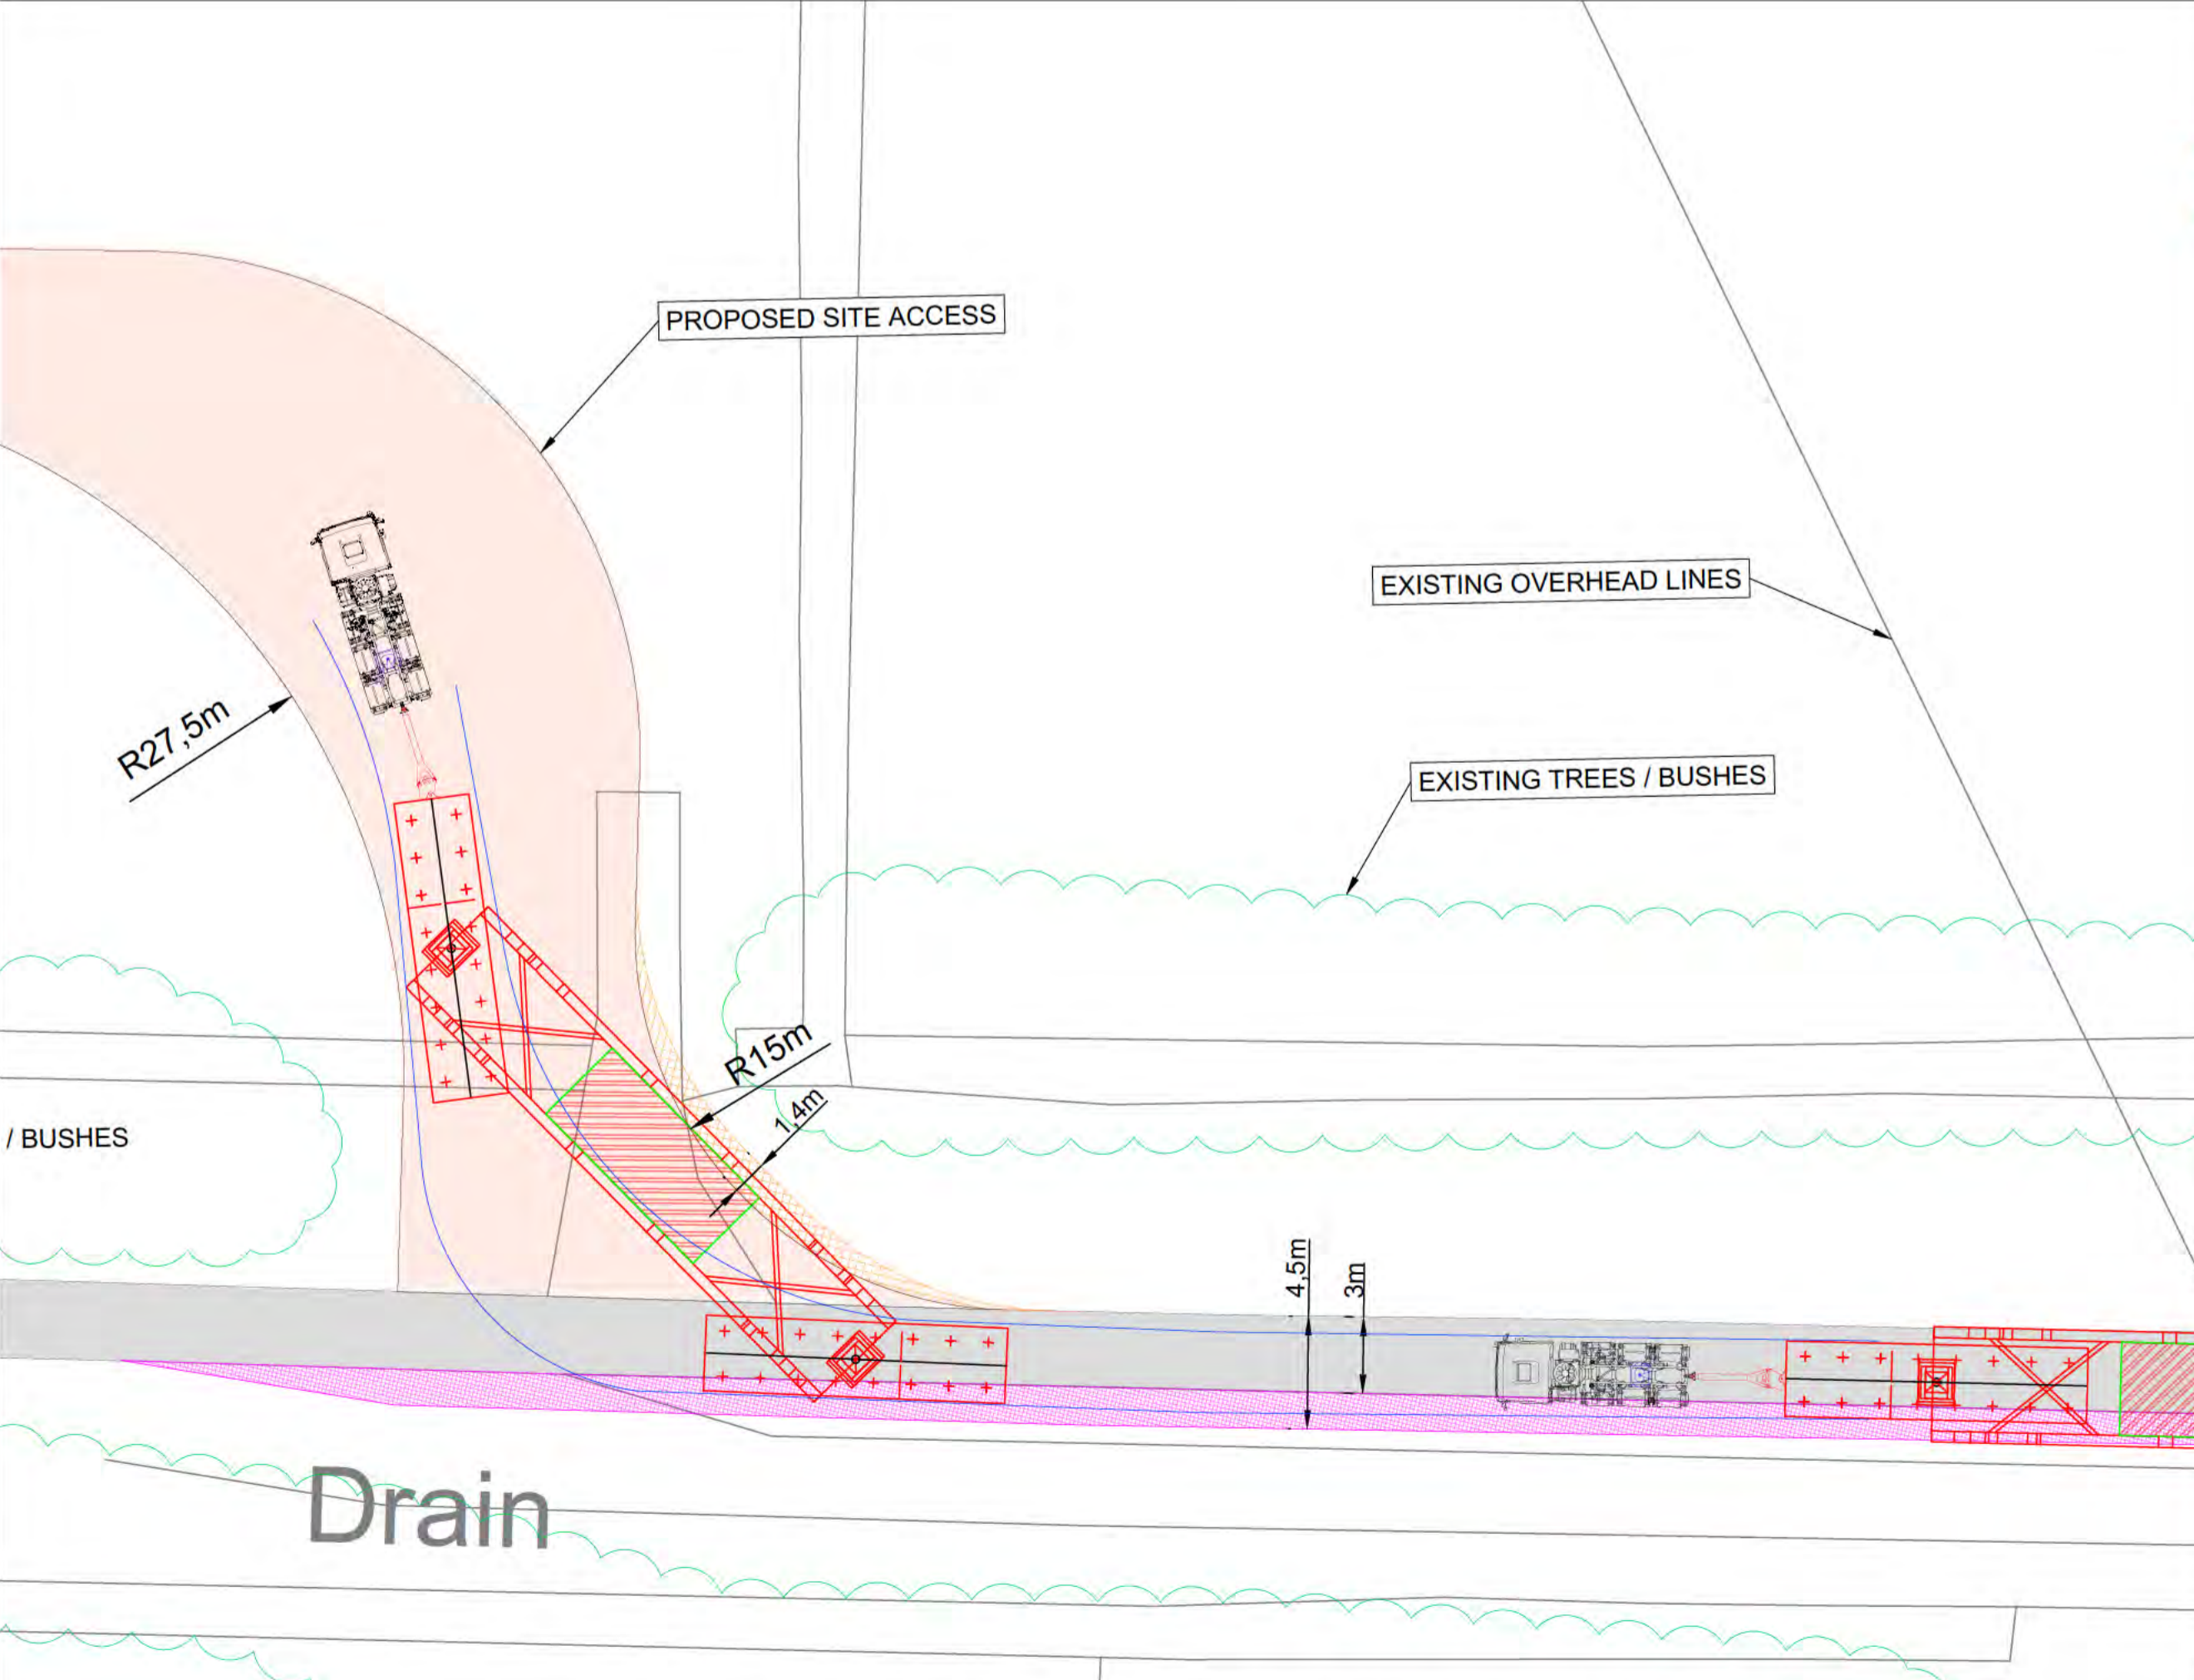 PROPOSED SITE ACCESS
EXISTING OVERHEAD LINES
R27,5m
EXISTING TREES / BUSHES
R15m
1,4m
/ BUSHES
4,5m
3m
Drain